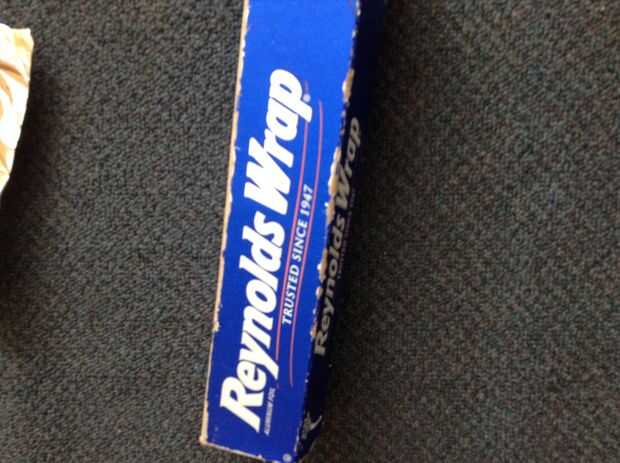 Reynolds Wrap®
TRUSTED SINCE 1947
ALUMINUM FOIL
Reynolds Wrap